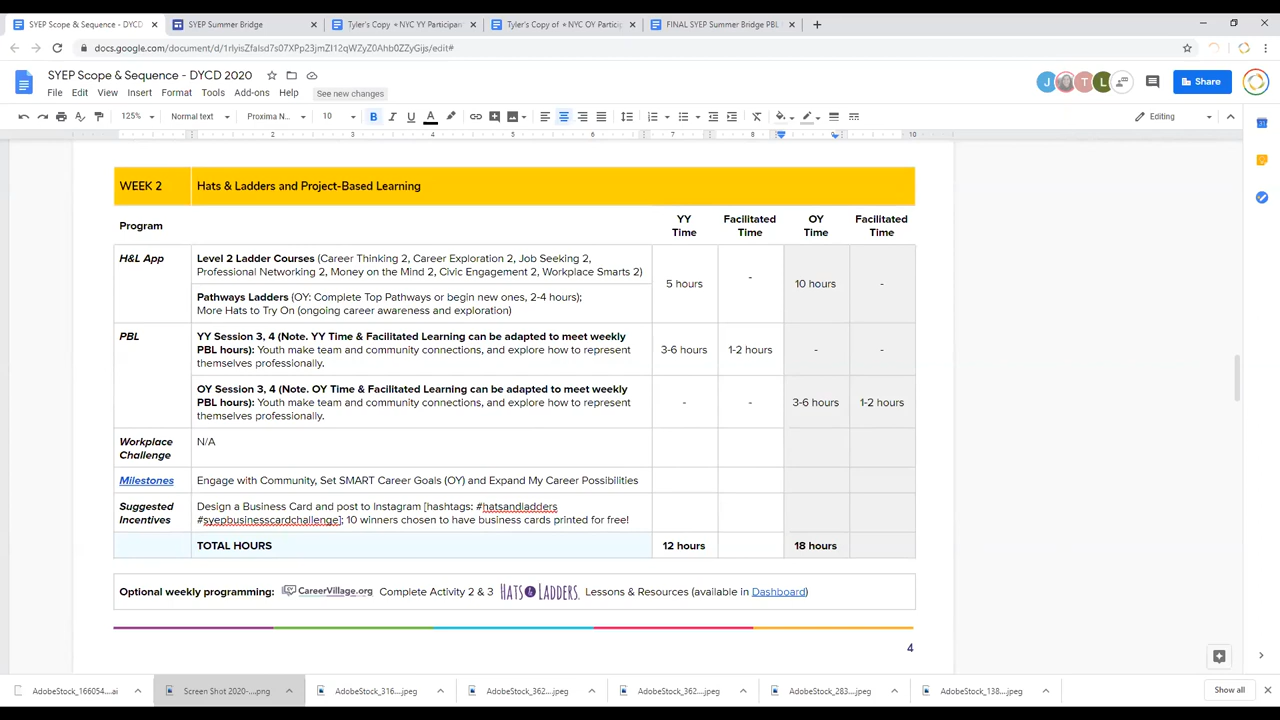 SYEP Scope & Sequence - DYCD
SYEP Summer Bridge
Tyler's Copy + NYC YY Participan
Tyler's Copy of + NYC OY Particip
FINAL SYEP Summer Bridge PBL
SYEP Scope & Sequence - DYCD 2020
File Edit View Insert Format Tools Add-ons Help See new changes
J T L Share
125% Normal text Proxima N... 10 Editing
2 3 4 5 6 7 8 9 10
WEEK 2 Hats & Ladders and Project-Based Learning
Program
YY Time
Facilitated Time
OY Time
Facilitated Time
H&L App
Level 2 Ladder Courses (Career Thinking 2, Career Exploration 2, Job Seeking 2,
Professional Networking 2, Money on the Mind 2, Civic Engagement 2, Workplace Smarts 2)
Pathways Ladders (OY: Complete Top Pathways or begin new ones, 2-4 hours);
More Hats to Try On (ongoing career awareness and exploration)
5 hours - 10 hours -
PBL
YY Session 3, 4 (Note. YY Time & Facilitated Learning can be adapted to meet weekly
PBL hours): Youth make team and community connections, and explore how to represent
themselves professionally.
3-6 hours 1-2 hours - -
OY Session 3, 4 (Note. OY Time & Facilitated Learning can be adapted to meet weekly
PBL hours): Youth make team and community connections, and explore how to represent
themselves professionally.
- - 3-6 hours 1-2 hours
Workplace
Challenge
N/A
Milestones Engage with Community, Set SMART Career Goals (OY) and Expand My Career Possibilities
Suggested
Incentives
Design a Business Card and post to Instagram [hashtags: #hatsandladders
#syepbusinesscardchallenge]; 10 winners chosen to have business cards printed for free!
TOTAL HOURS 12 hours 18 hours
Optional weekly programming: CareerVillage.org Complete Activity 2 & 3 HATS & LADDERS. Lessons & Resources (available in Dashboard)
4
AdobeStock_166054....ai
Screen Shot 2020-....png
AdobeStock_316....jpeg
AdobeStock_362....jpeg
AdobeStock_362....jpeg
AdobeStock_283....jpeg
AdobeStock_138....jpeg
Show all